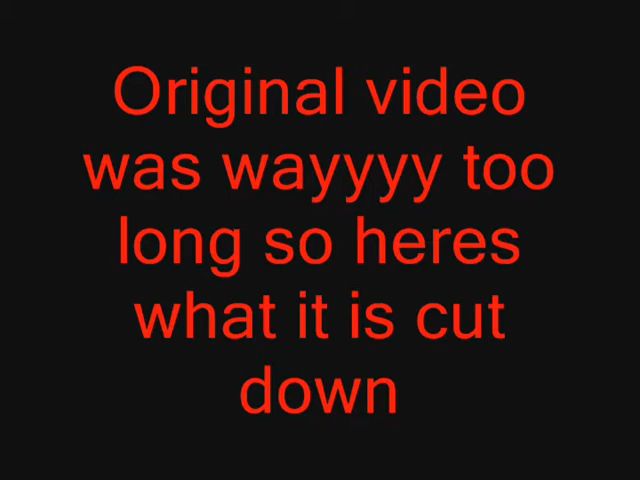 Original video
was wayyyy too
long so heres
what it is cut
down